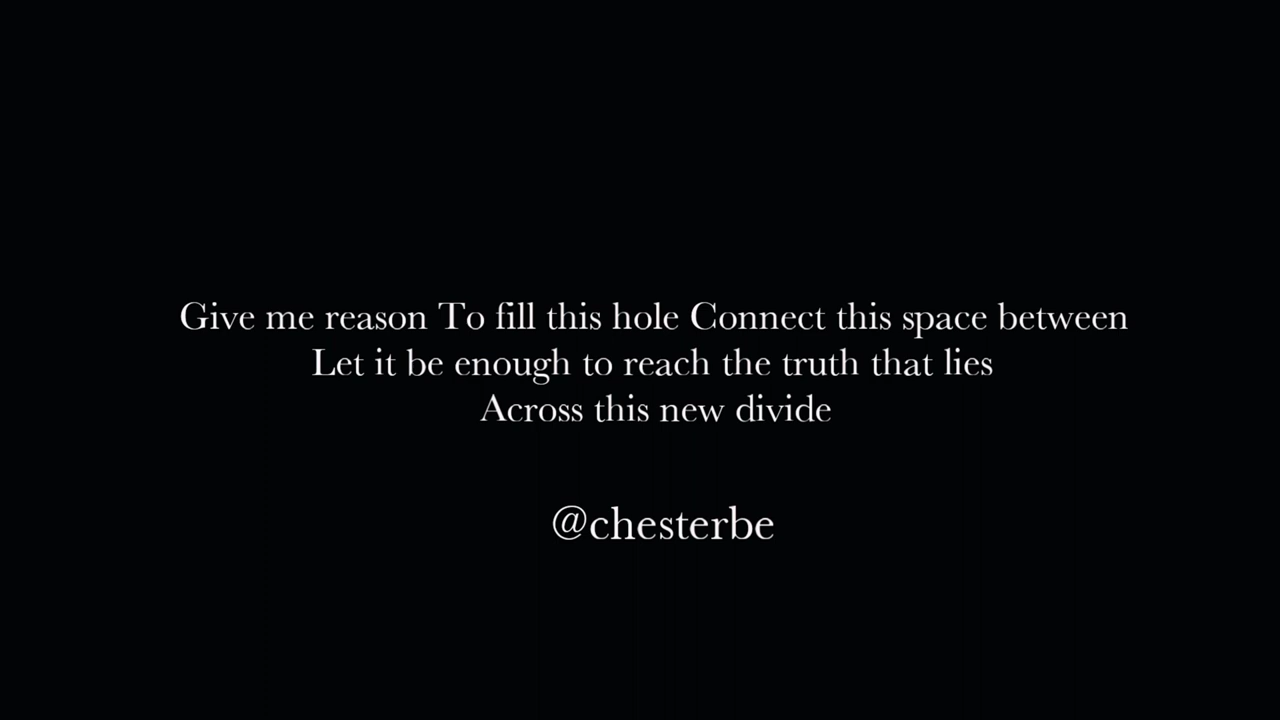 Give me reason To fill this hole Connect this space between
Let it be enough to reach the truth that lies
Across this new divide
@chesterbe